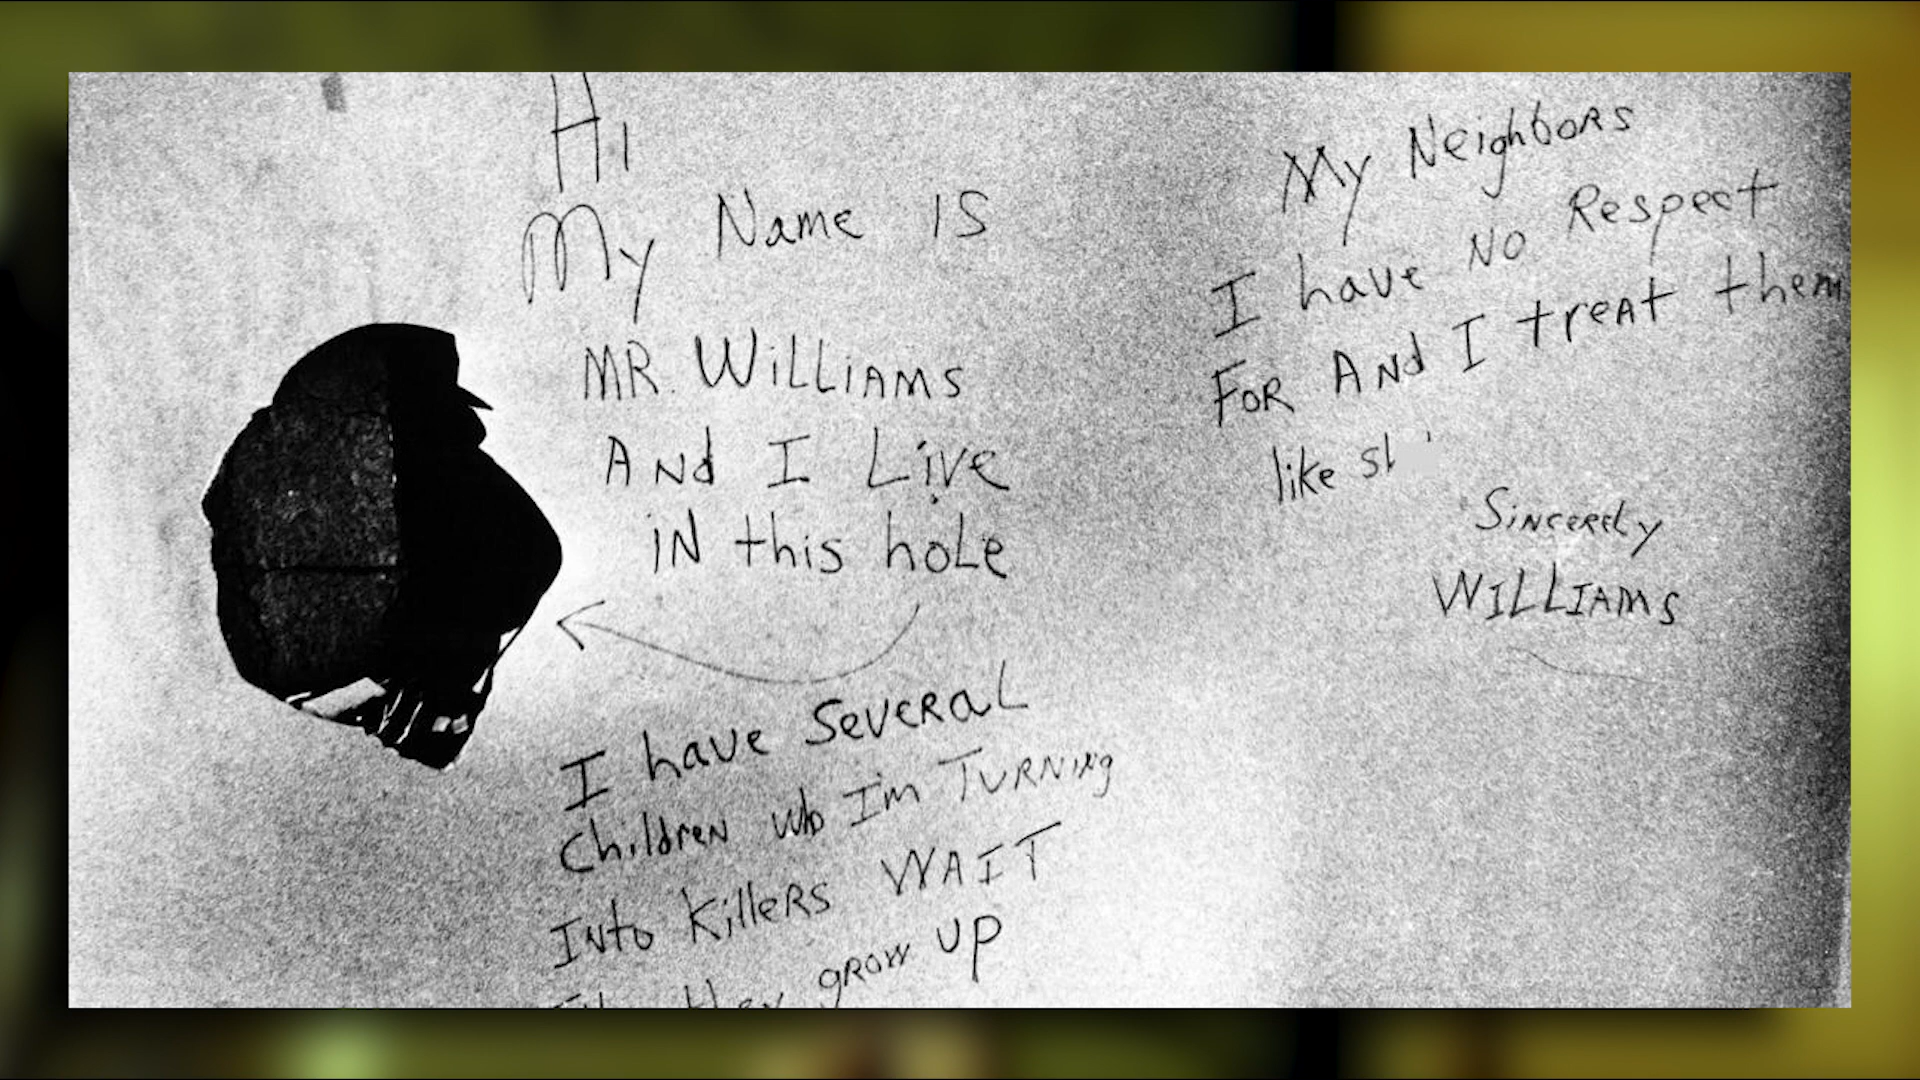 Hi
My Name is
MR. Williams
And I Live
in this hole
I have Several
Children who I'm Turning
Into Killers WAIT
they grow up
My Neighbors
I have No Respect
For And I treat them
like
Sincerely
Williams